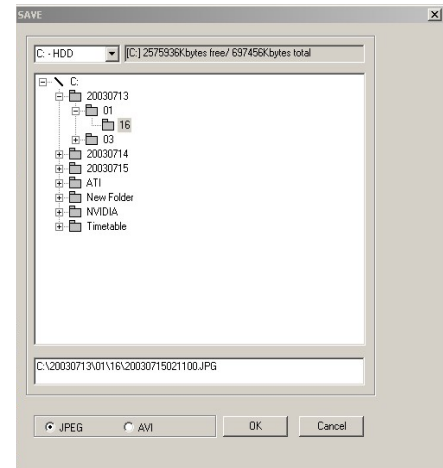 SAVE
C: - HDD
[C:] 2575936Kbytes free/ 697456Kbytes total
C:
20030713
01
16
03
20030714
20030715
ATI
New Folder
NVIDIA
Timetable
C:\20030713\01\16\20030715021100.JPG
JPEG AVI OK Cancel